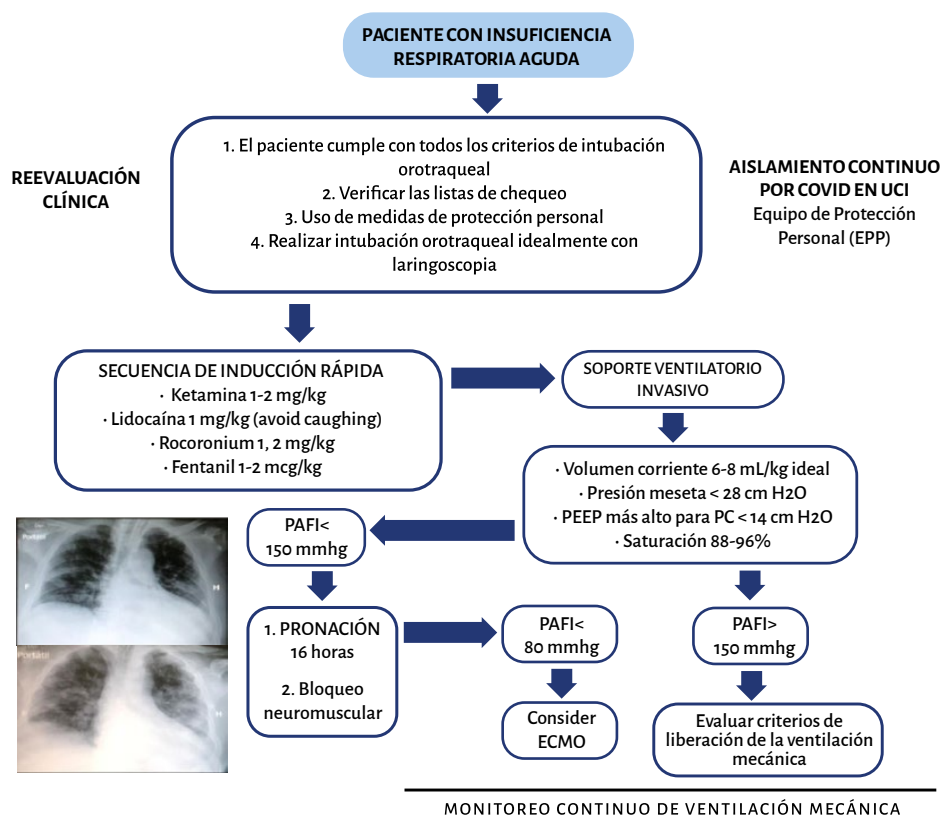 PACIENTE CON INSUFICIENCIA
RESPIRATORIA AGUDA
1. El paciente cumple con todos los criterios de intubación
orotraqueal
2. Verificar las listas de chequeo
3. Uso de medidas de protección personal
4. Realizar intubación orotraqueal idealmente con
laringoscopia
REEVALUACIÓN
CLÍNICA
AISLAMIENTO CONTINUO
POR COVID EN UCI
Equipo de Protección
Personal (EPP)
SECUENCIA DE INDUCCIÓN RÁPIDA
· Ketamina 1-2 mg/kg
· Lidocaína 1 mg/kg (avoid caughing)
· Rocoronium 1, 2 mg/kg
· Fentanil 1-2 mcg/kg
SOPORTE VENTILATORIO
INVASIVO
· Volumen corriente 6-8 mL/kg ideal
· Presión meseta < 28 cm H2O
· PEEP más alto para PC < 14 cm H2O
· Saturación 88-96%
PAFI<
150 mmhg
1. PRONACIÓN
16 horas
2. Bloqueo
neuromuscular
PAFI<
80 mmhg
Consider
ECMO
PAFI>
150 mmhg
Evaluar criterios de
liberación de la ventilación
mecánica
Portátil
MONITOREO CONTINUO DE VENTILACIÓN MECÁNICA